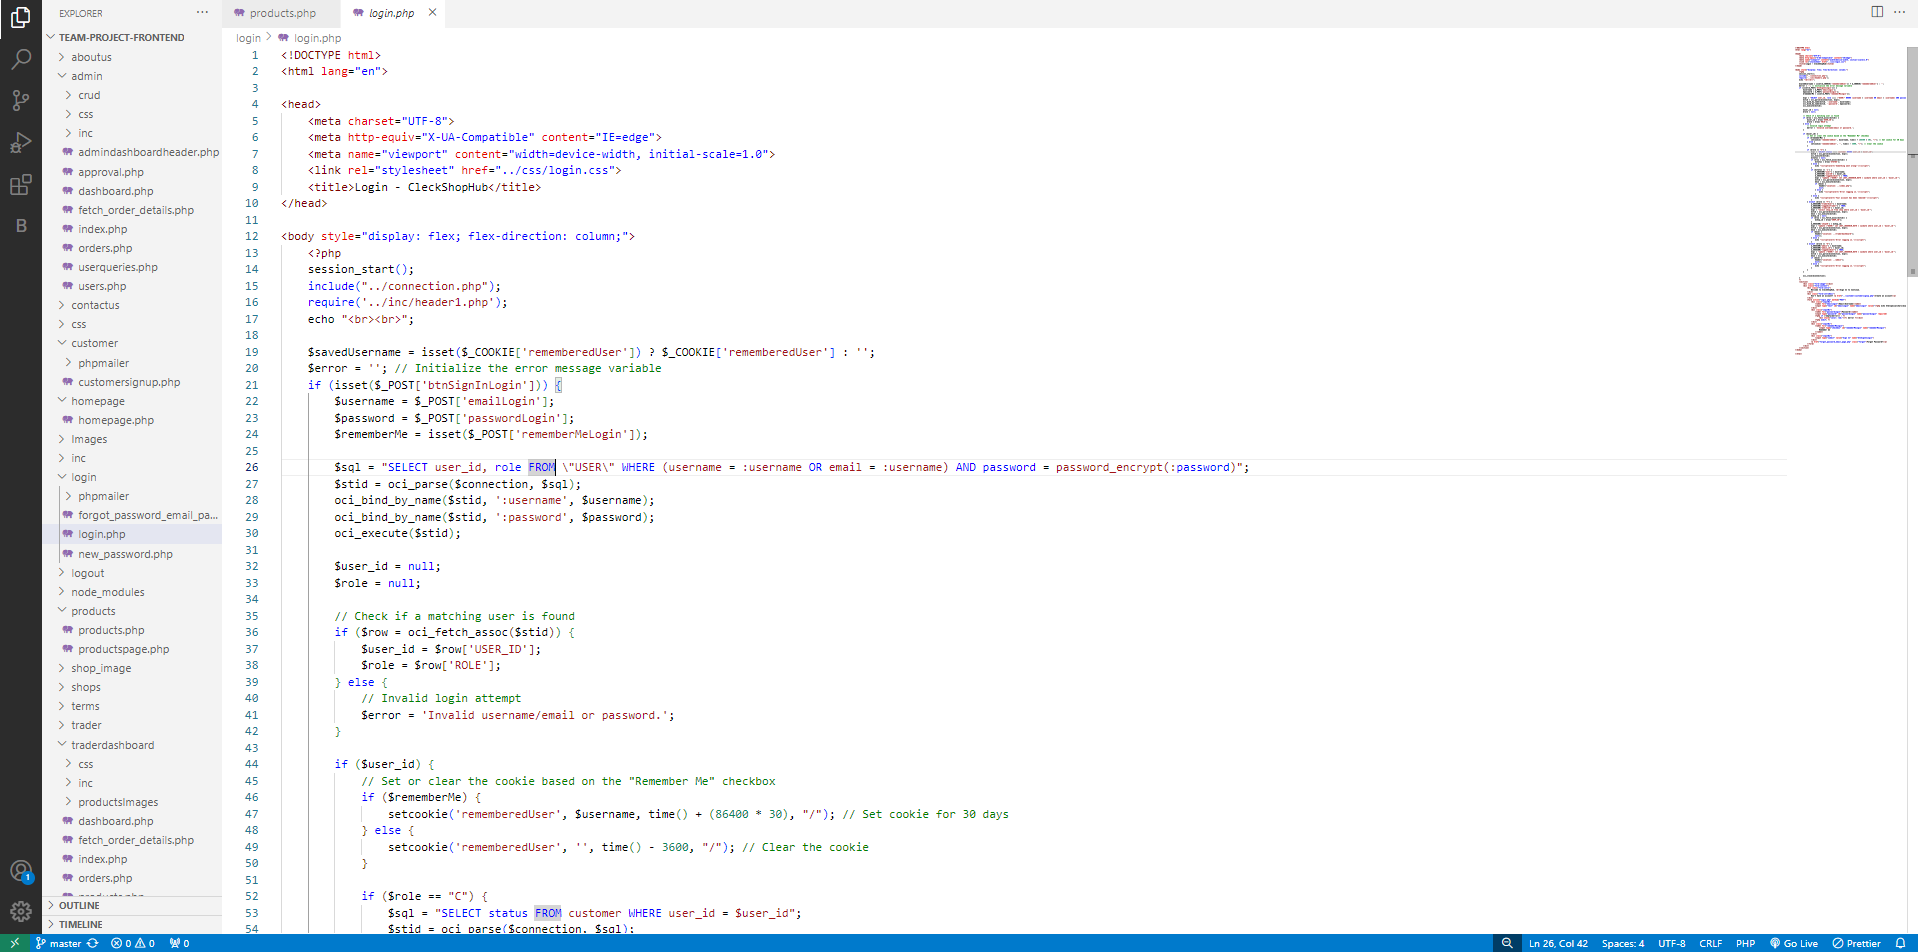 EXPLORER
TEAM-PROJECT-FRONTEND
aboutus
admin
crud
css
inc
admindashboardheader.php
approval.php
dashboard.php
fetch_order_details.php
index.php
orders.php
userqueries.php
users.php
contactus
css
customer
phpmailer
customersignup.php
homepage
homepage.php
Images
inc
login
phpmailer
forgot_password_email_pa...
login.php
new_password.php
logout
node_modules
products
products.php
productspage.php
shop_image
shops
terms
trader
traderdashboard
css
inc
productsImages
dashboard.php
fetch_order_details.php
index.php
orders.php
OUTLINE
TIMELINE
products.php
login.php
login > login.php
1 <!DOCTYPE html>
2 <html lang="en">
3
4 <head>
5 <meta charset="UTF-8">
6 <meta http-equiv="X-UA-Compatible" content="IE=edge">
7 <meta name="viewport" content="width=device-width, initial-scale=1.0">
8 <link rel="stylesheet" href="../css/login.css">
9 <title>Login - CleckShopHub</title>
10 </head>
11
12 <body style="display: flex; flex-direction: column;">
13 <?php
14 session_start();
15 include("../connection.php");
16 require('../inc/header1.php');
17 echo "<br><br>";
18
19 $savedUsername = isset($_COOKIE['rememberedUser']) ? $_COOKIE['rememberedUser'] : '';
20 $error = ''; // Initialize the error message variable
21 if (isset($_POST['btnSignInLogin'])) {
22 $username = $_POST['emailLogin'];
23 $password = $_POST['passwordLogin'];
24 $rememberMe = isset($_POST['rememberMeLogin']);
25
26 $sql = "SELECT user_id, role FROM \"USER\" WHERE (username = :username OR email = :username) AND password = password_encrypt(:password)";
27 $stid = oci_parse($connection, $sql);
28 oci_bind_by_name($stid, ':username', $username);
29 oci_bind_by_name($stid, ':password', $password);
30 oci_execute($stid);
31
32 $user_id = null;
33 $role = null;
34
35 // Check if a matching user is found
36 if ($row = oci_fetch_assoc($stid)) {
37 $user_id = $row['USER_ID'];
38 $role = $row['ROLE'];
39 } else {
40 // Invalid login attempt
41 $error = 'Invalid username/email or password.';
42 }
43
44 if ($user_id) {
45 // Set or clear the cookie based on the "Remember Me" checkbox
46 if ($rememberMe) {
47 setcookie('rememberedUser', $username, time() + (86400 * 30), "/"); // Set cookie for 30 days
48 } else {
49 setcookie('rememberedUser', '', time() - 3600, "/"); // Clear the cookie
50 }
51
52 if ($role == "C") {
53 $sql = "SELECT status FROM customer WHERE user_id = $user_id";
54 $stid = oci_parse($connection, $sql);
B
1
master 0 0 0
Ln 26, Col 42 Spaces: 4 UTF-8 CRLF PHP Go Live Prettier